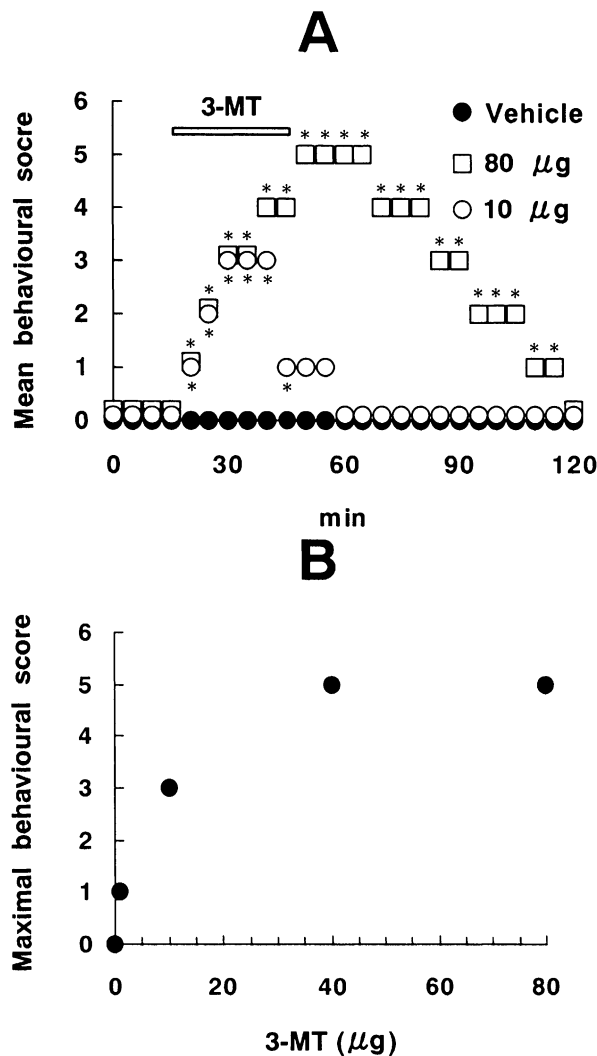 A
3-MT
Vehicle
80 μg
10 μg
Mean behavioural socre
6
5
4
3
2
1
0
* * * *
* *
* * *
* *
* *
* * *
* *
*
*
* * *
*
*
*
0 30 60 90 120
min
B
Maximal behavioural score
6
5
4
3
2
1
0
0 20 40 60 80
3-MT (μg)